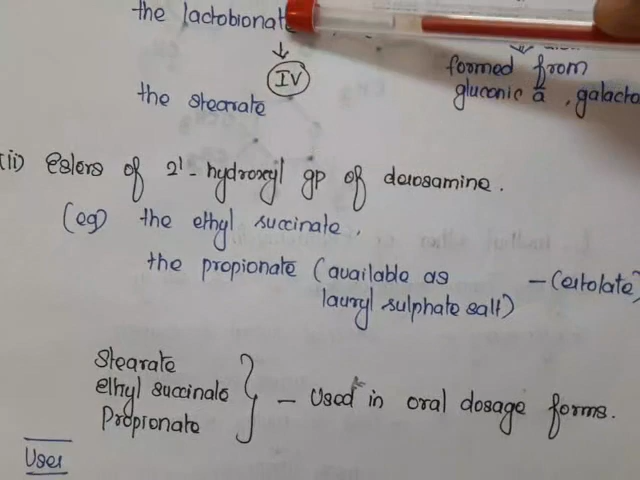 the lactobionate
IV
formed from
gluconic a, galacto
the stearate
(ii) Esters of 2'-hydroxyl gp of desosamine.
(eg) the ethyl succinate,
the propionate (available as - (estolate)
lauryl sulphate salt)
Stearate
ethyl succinate
Propionate
- Used in oral dosage forms.
Uses